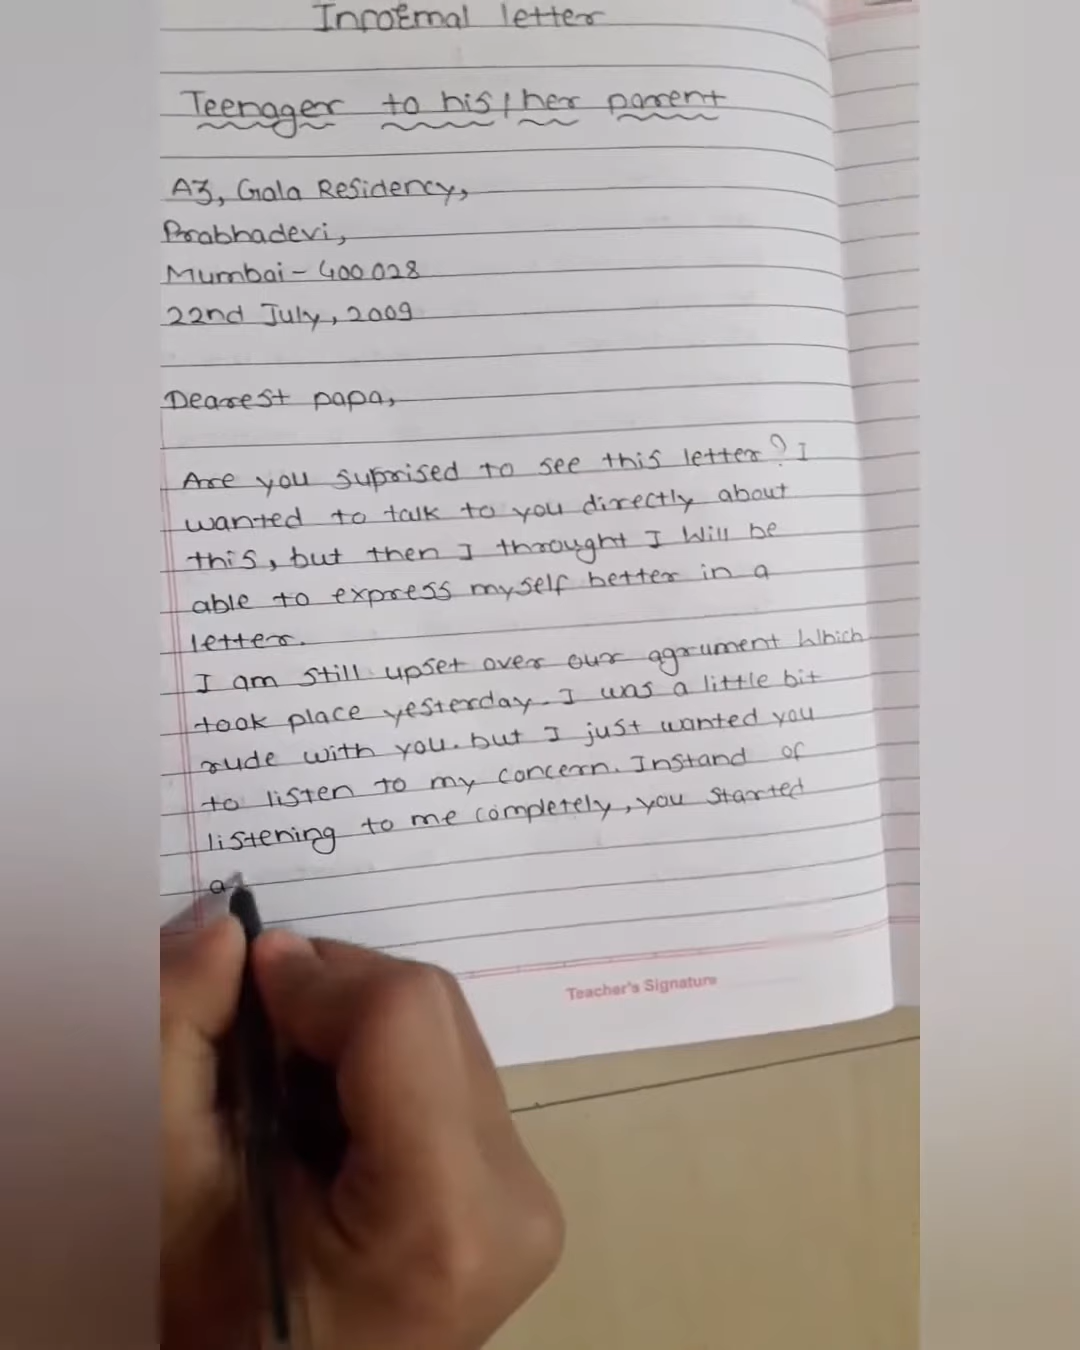 Inroemal letter
Teenager to his/her parent
A3, Gala Residency,
Prabhadevi,
Mumbai - 400 028
22nd July, 2009
Dearest papa,
Are you suprised to see this letter? I
wanted to talk to you directly about
this, but then I throught I will be
able to express myself better in a
letter.
I am still upset over our agrument which
took place yesterday. I was a little bit
rude with you. but I just wanted you
to listen to my concern. Instand of
listening to me completely, you started
a
Teacher's Signature